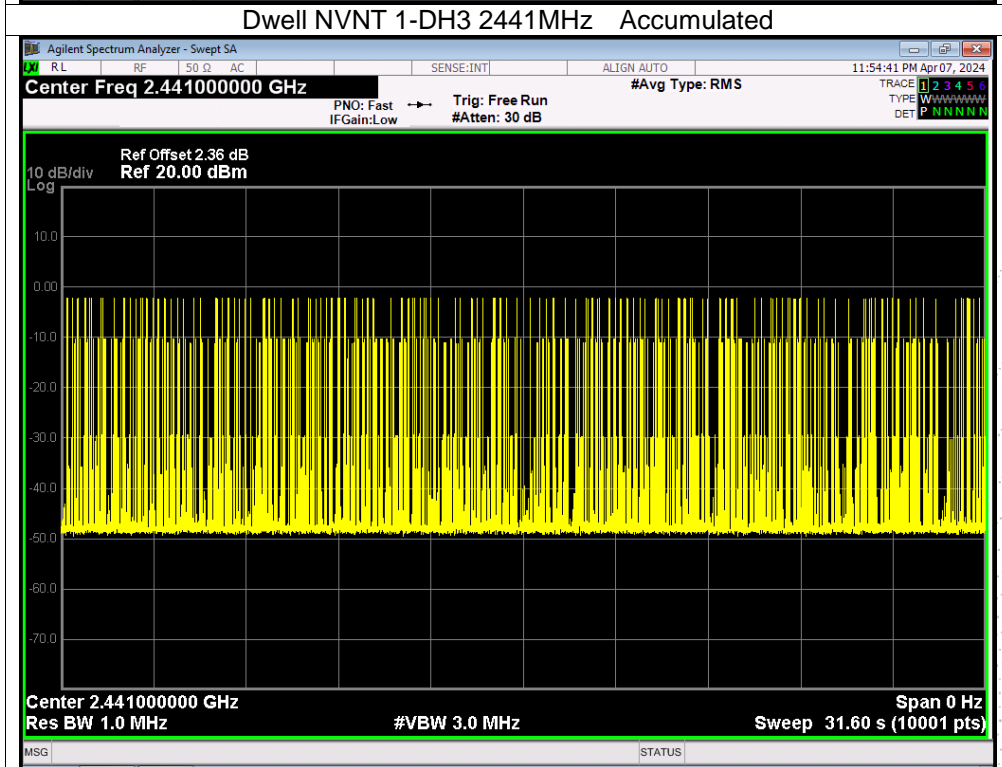 Dwell NVNT 1-DH3 2441MHz Accumulated
Agilent Spectrum Analyzer - Swept SA
LXI RL RF 50 Ω AC SENSE:INT ALIGN AUTO 11:54:41 PM Apr 07, 2024
Center Freq 2.441000000 GHz #Avg Type: RMS TRACE 1 2 3 4 5 6
PNO: Fast Trig: Free Run TYPE WWWWWW
IFGain:Low #Atten: 30 dB DET P N N N N N
Ref Offset 2.36 dB
10 dB/div Ref 20.00 dBm
Log
10.0
0.00
-10.0
-20.0
-30.0
-40.0
-50.0
-60.0
-70.0
Center 2.441000000 GHz Span 0 Hz
Res BW 1.0 MHz #VBW 3.0 MHz Sweep 31.60 s (10001 pts)
MSG STATUS